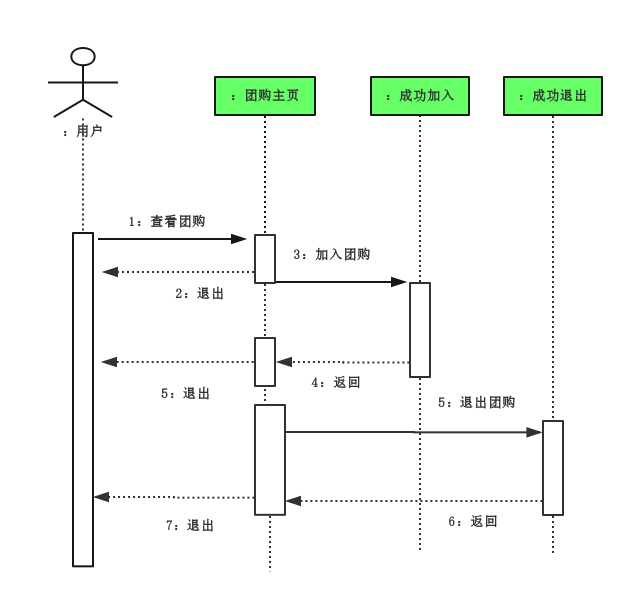 ：团购主页
：成功加入
：成功退出
：用户
1：查看团购
3：加入团购
2：退出
4：返回
5：退出
5：退出团购
6：返回
7：退出